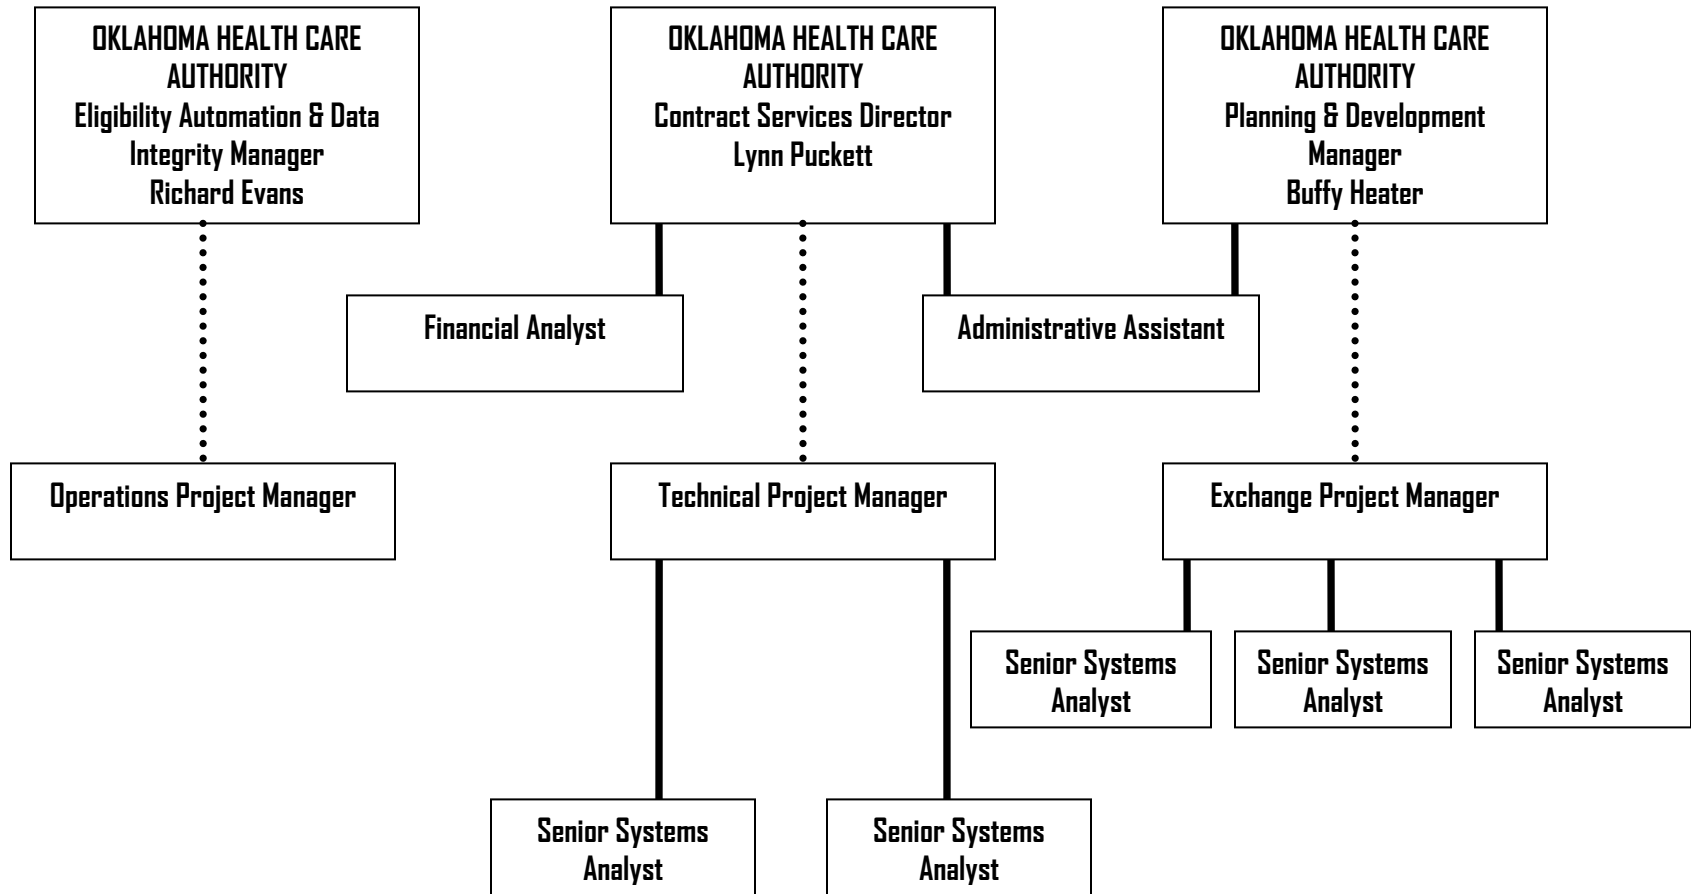 OKLAHOMA HEALTH CARE
AUTHORITY
Eligibility Automation & Data
Integrity Manager
Richard Evans
OKLAHOMA HEALTH CARE
AUTHORITY
Contract Services Director
Lynn Puckett
OKLAHOMA HEALTH CARE
AUTHORITY
Planning & Development
Manager
Buffy Heater
Financial Analyst
Administrative Assistant
Operations Project Manager
Technical Project Manager
Exchange Project Manager
Senior Systems
Analyst
Senior Systems
Analyst
Senior Systems
Analyst
Senior Systems
Analyst
Senior Systems
Analyst